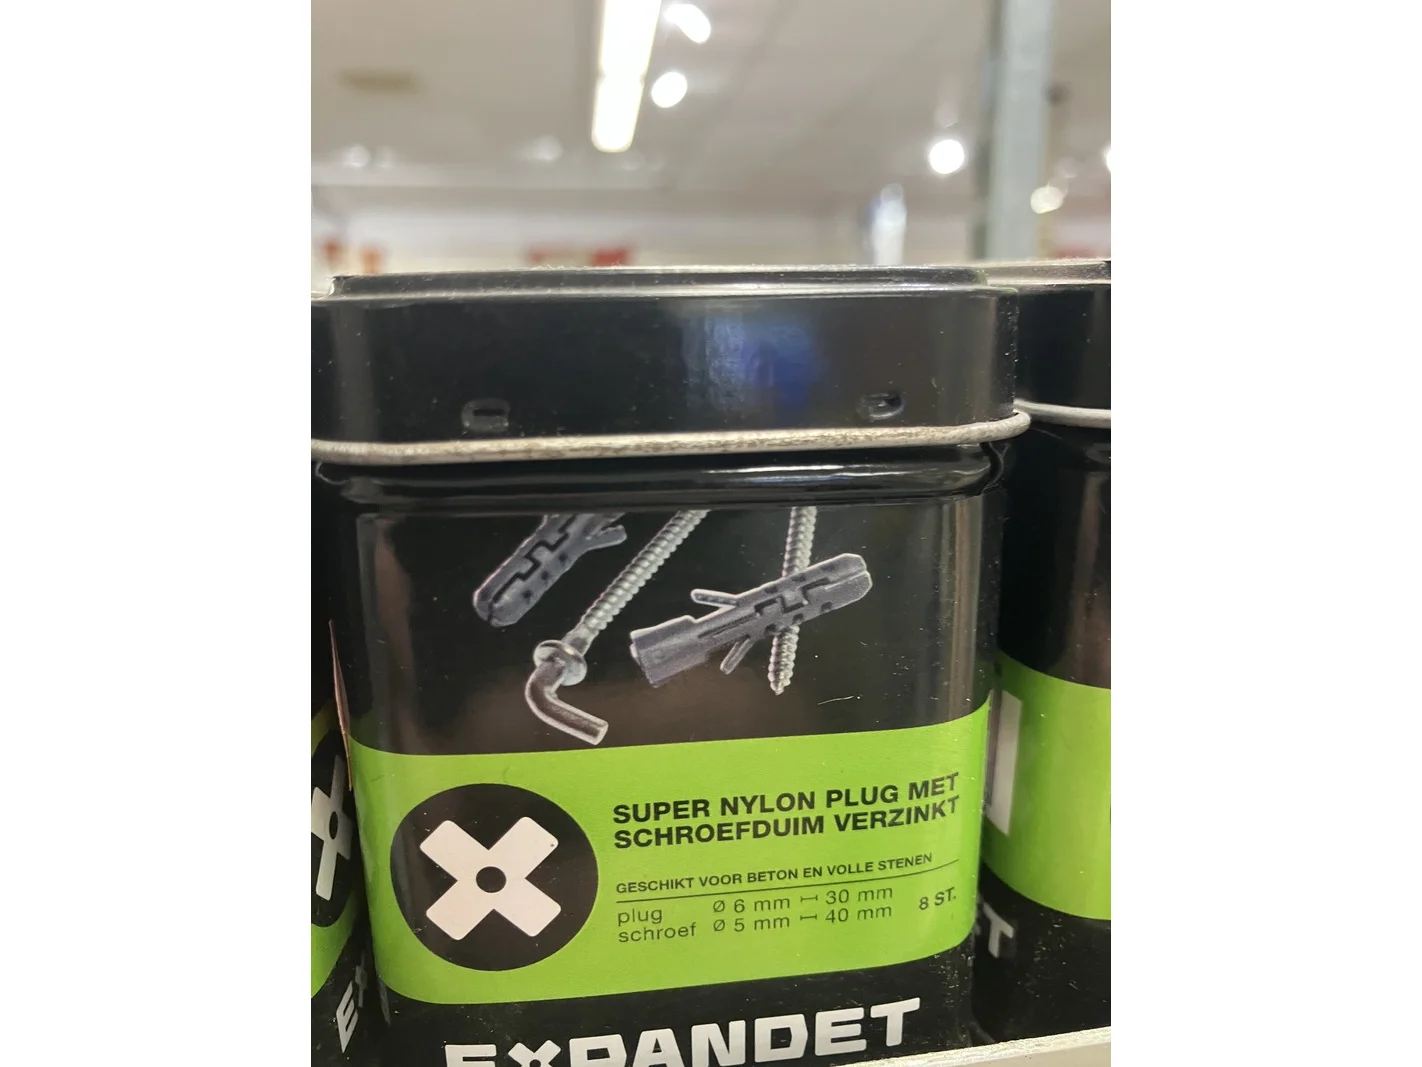 SUPER NYLON PLUG MET
SCHROEFDUIM VERZINKT
GESCHIKT VOOR BETON EN VOLLE STENEN
plug Ø 6 mm ⟼ 30 mm 8 ST.
schroef Ø 5 mm ⟼ 40 mm
EXPANDET